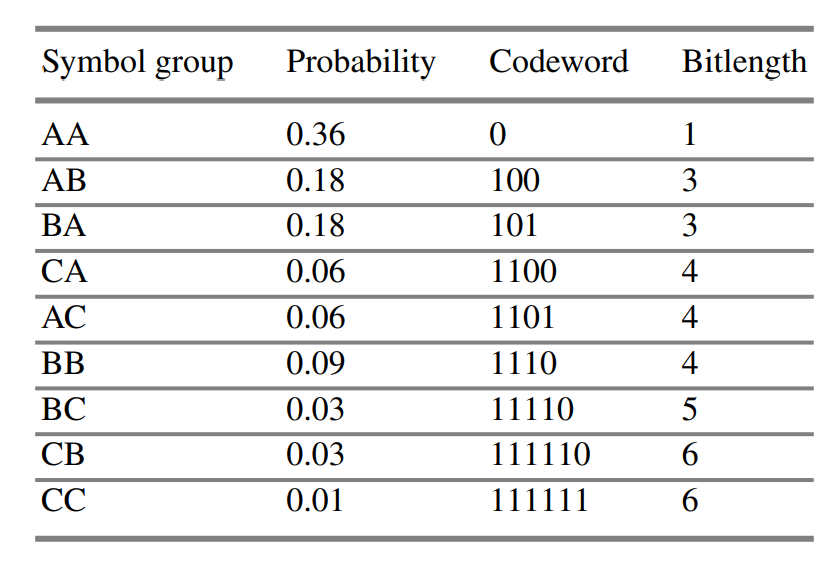 Symbol group Probability Codeword Bitlength
AA 0.36 0 1
AB 0.18 100 3
BA 0.18 101 3
CA 0.06 1100 4
AC 0.06 1101 4
BB 0.09 1110 4
BC 0.03 11110 5
CB 0.03 111110 6
CC 0.01 111111 6